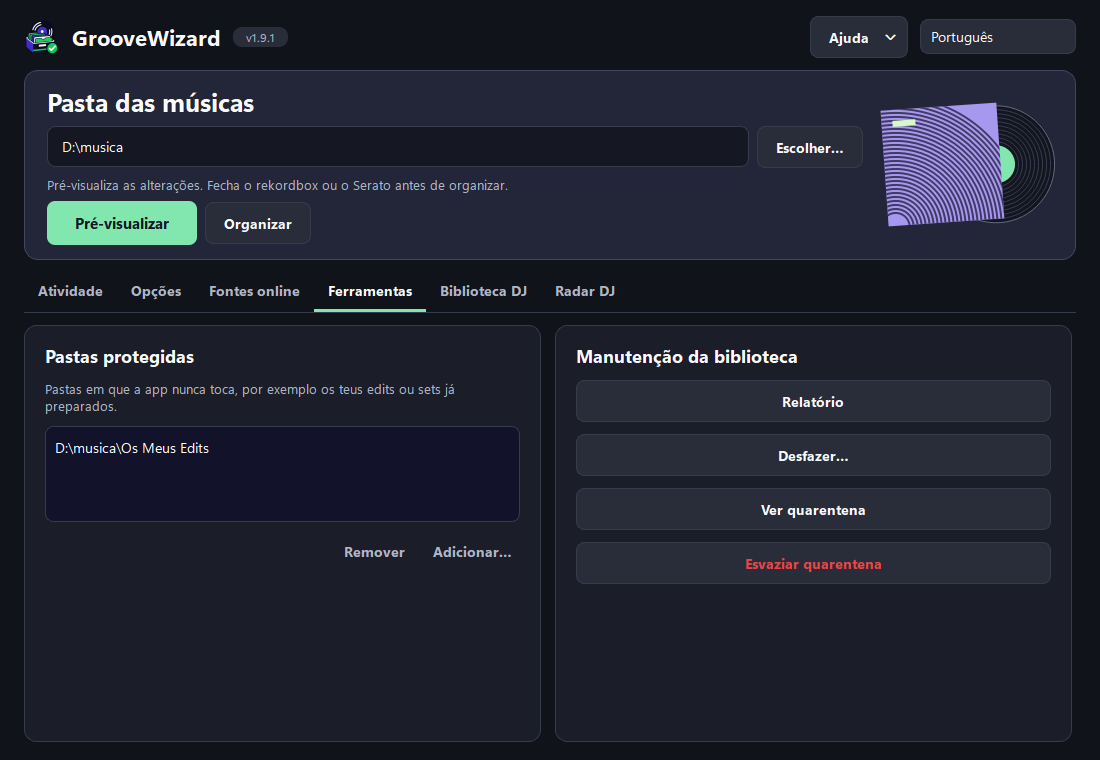 GrooveWizard
v1.9.1
Ajuda
Português
Pasta das músicas
D:\musica
Escolher...
Pré-visualiza as alterações. Fecha o rekordbox ou o Serato antes de organizar.
Pré-visualizar
Organizar
Atividade
Opções
Fontes online
Ferramentas
Biblioteca DJ
Radar DJ
Pastas protegidas
Pastas em que a app nunca toca, por exemplo os teus edits ou sets já
preparados.
D:\musica\Os Meus Edits
Remover
Adicionar...
Manutenção da biblioteca
Relatório
Desfazer...
Ver quarentena
Esvaziar quarentena